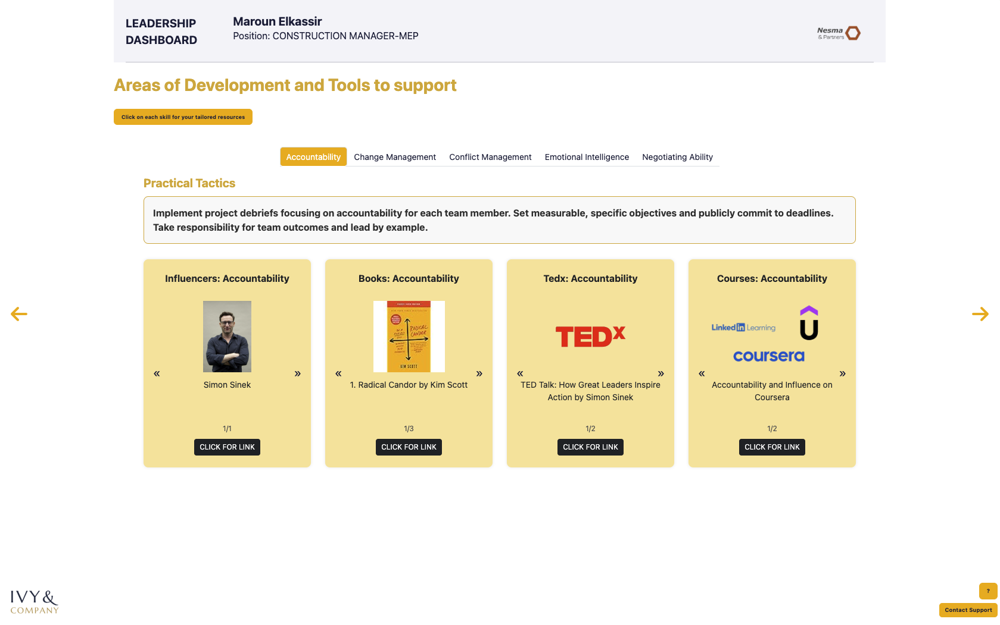 LEADERSHIP
DASHBOARD
Maroun Elkassir
Position: CONSTRUCTION MANAGER-MEP
Nesma
& Partners
Areas of Development and Tools to support
Click on each skill for your tailored resources
Accountability
Change Management
Conflict Management
Emotional Intelligence
Negotiating Ability
Practical Tactics
Implement project debriefs focusing on accountability for each team member. Set measurable, specific objectives and publicly commit to deadlines.
Take responsibility for team outcomes and lead by example.
Influencers: Accountability
«
»
Simon Sinek
1/1
CLICK FOR LINK
Books: Accountability
RADICAL
CANDOR
KIM SCOTT
«
»
1. Radical Candor by Kim Scott
1/3
CLICK FOR LINK
Tedx: Accountability
TEDx
«
»
TED Talk: How Great Leaders Inspire
Action by Simon Sinek
1/2
CLICK FOR LINK
Courses: Accountability
Linked in Learning
coursera
«
»
Accountability and Influence on
Coursera
1/2
CLICK FOR LINK
IVY &
COMPANY
?
Contact Support